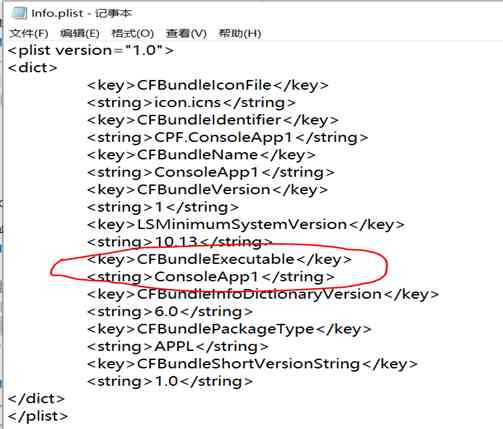 Info.plist - 记事本
文件(F) 编辑(E) 格式(O) 查看(V) 帮助(H)
<plist version="1.0">
<dict>
<key>CFBundleIconFile</key>
<string>icon.icns</string>
<key>CFBundleIdentifier</key>
<string>CPF.ConsoleApp1</string>
<key>CFBundleName</key>
<string>ConsoleApp1</string>
<key>CFBundleVersion</key>
<string>1</string>
<key>LSMinimumSystemVersion</key>
<string>10.13</string>
<key>CFBundleExecutable</key>
<string>ConsoleApp1</string>
<key>CFBundleInfoDictionaryVersion</key>
<string>6.0</string>
<key>CFBundlePackageType</key>
<string>APPL</string>
<key>CFBundleShortVersionString</key>
<string>1.0</string>
</dict>
</plist>